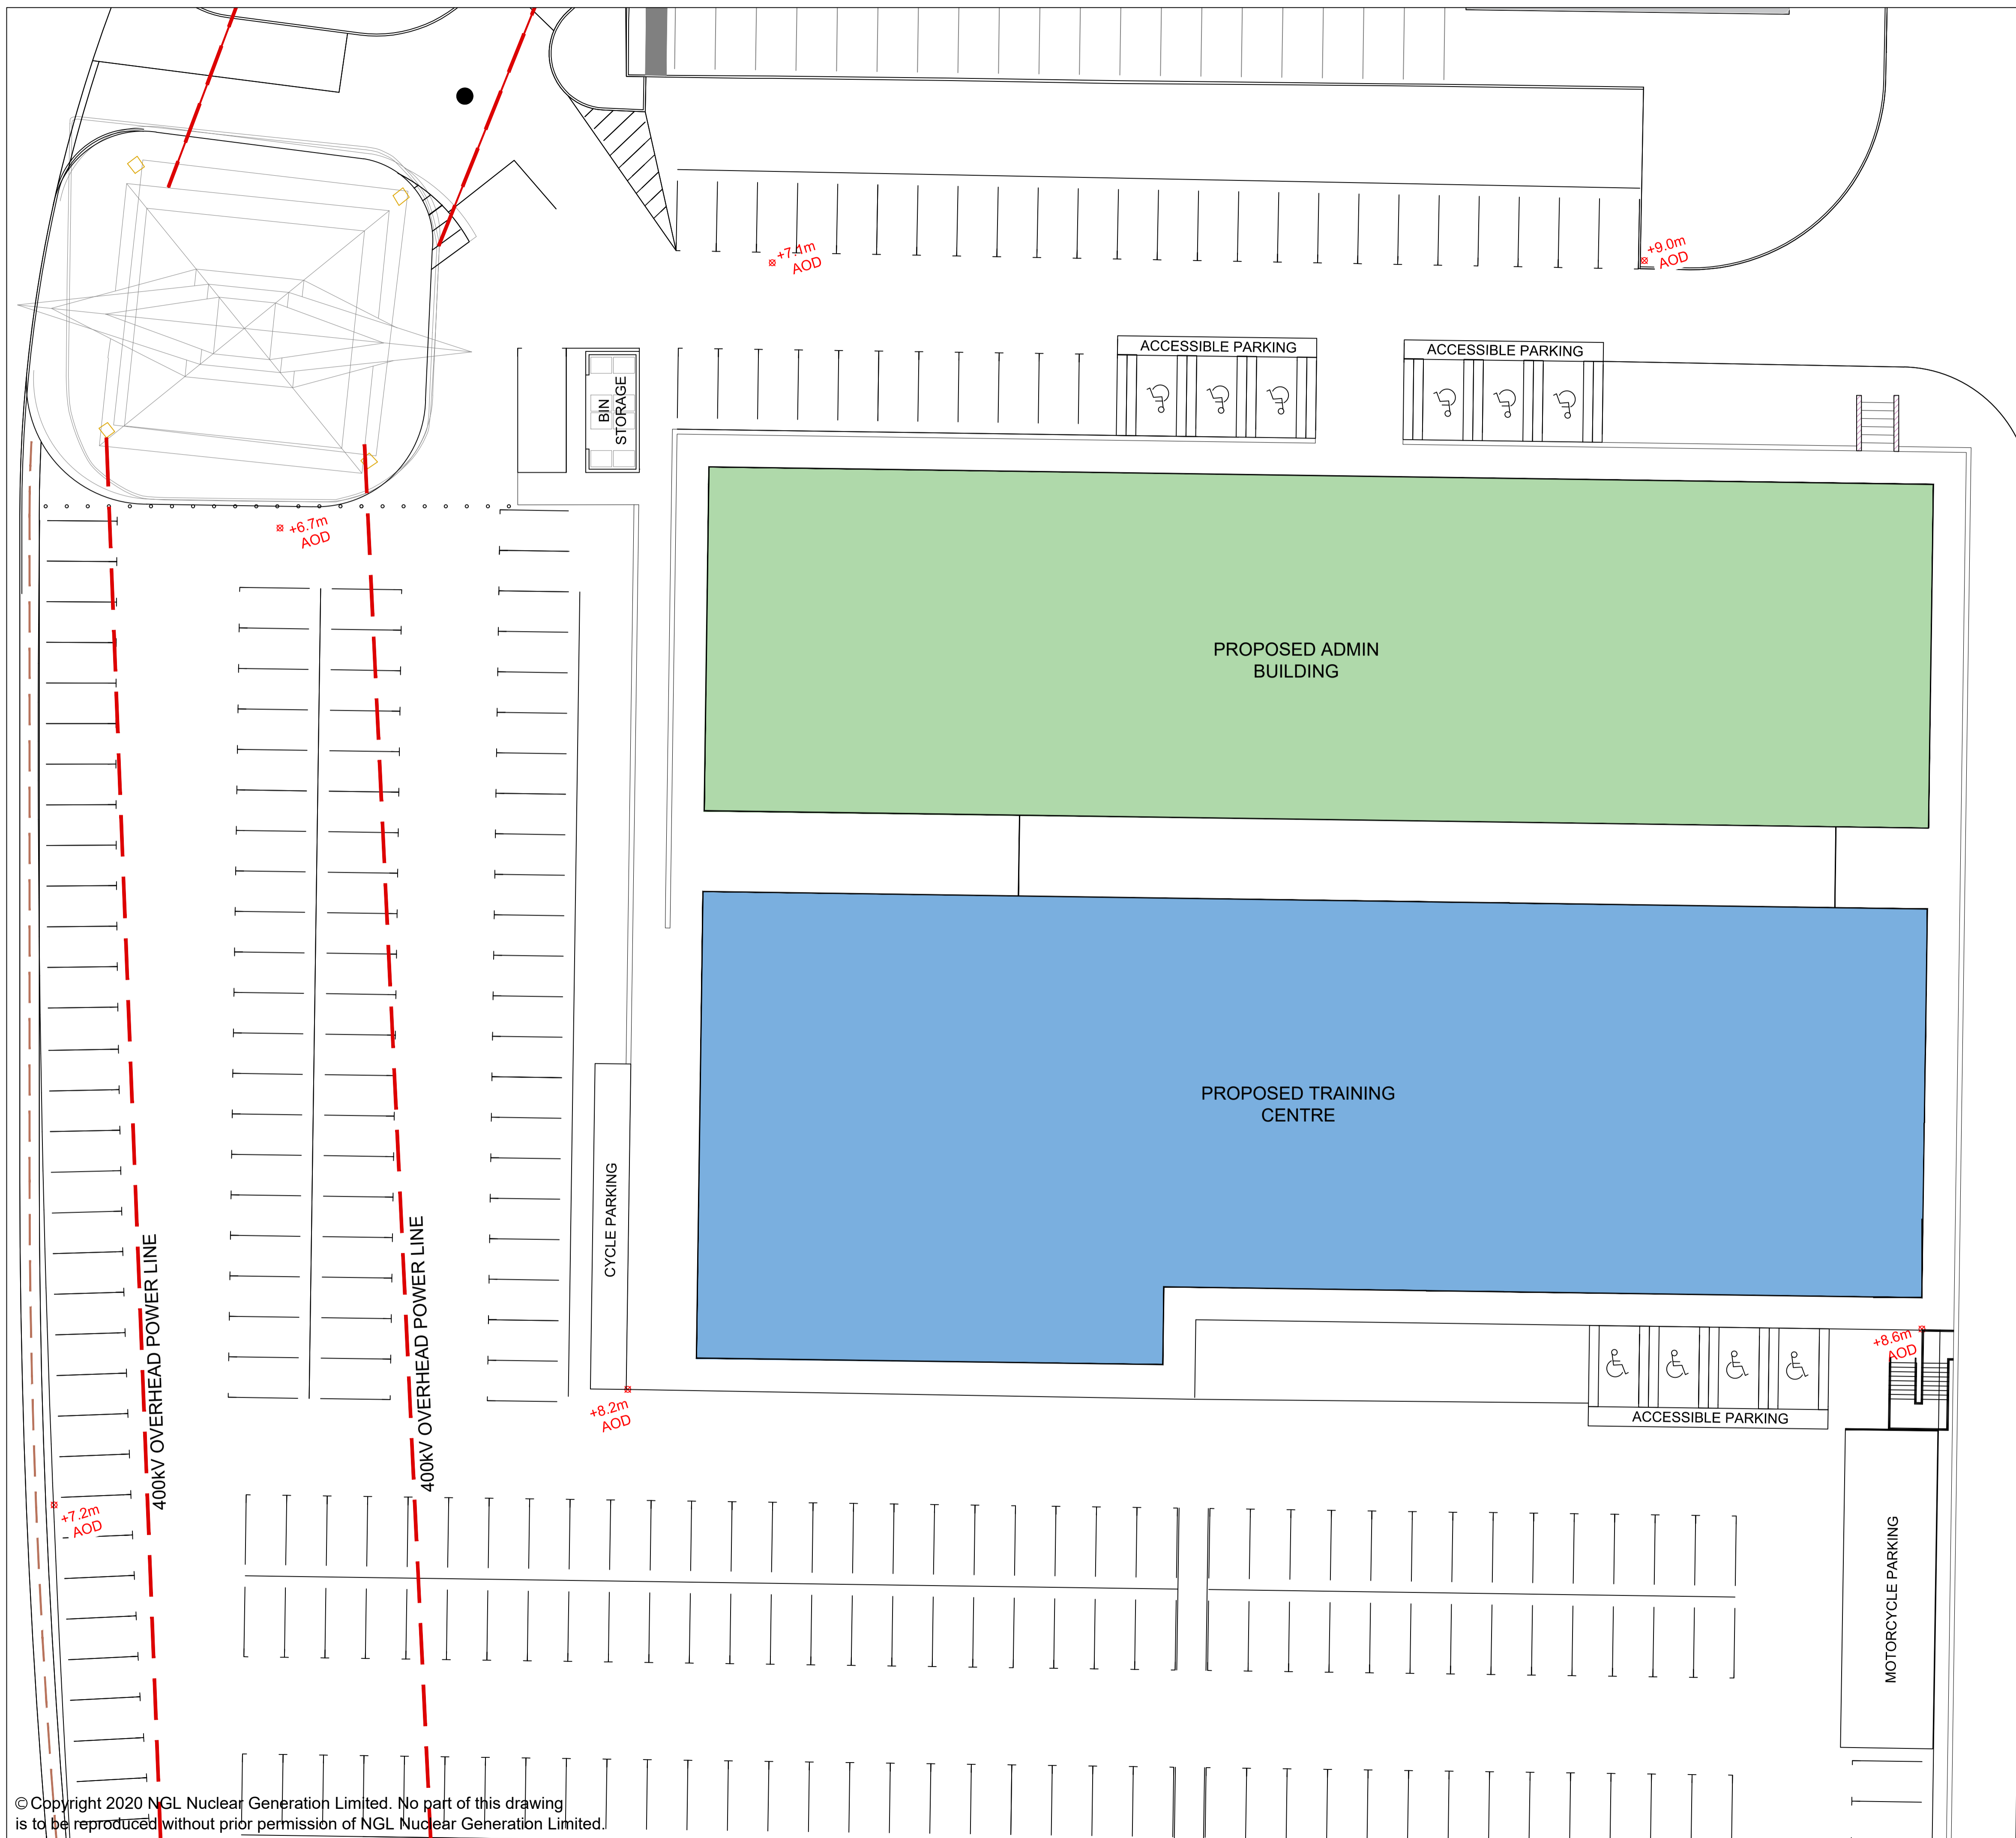 +7.1m
AOD
+9.0m
AOD
ACCESSIBLE PARKING
ACCESSIBLE PARKING
BIN
STORAGE
+6.7m
AOD
PROPOSED ADMIN
BUILDING
PROPOSED TRAINING
CENTRE
CYCLE PARKING
400kV OVERHEAD POWER LINE
400kV OVERHEAD POWER LINE
+8.6m
AOD
+8.2m
AOD
ACCESSIBLE PARKING
+7.2m
AOD
MOTORCYCLE PARKING
© Copyright 2020 NGL Nuclear Generation Limited. No part of this drawing
is to be reproduced without prior permission of NGL Nuclear Generation Limited.